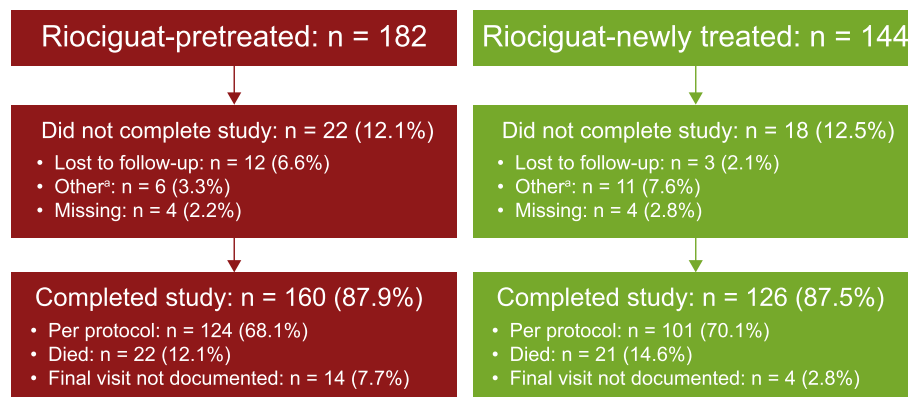 Riociguat-pretreated: n = 182
Did not complete study: n = 22 (12.1%)
• Lost to follow-up: n = 12 (6.6%)
• Otherᵃ: n = 6 (3.3%)
• Missing: n = 4 (2.2%)
Completed study: n = 160 (87.9%)
• Per protocol: n = 124 (68.1%)
• Died: n = 22 (12.1%)
• Final visit not documented: n = 14 (7.7%)
Riociguat-newly treated: n = 144
Did not complete study: n = 18 (12.5%)
• Lost to follow-up: n = 3 (2.1%)
• Otherᵃ: n = 11 (7.6%)
• Missing: n = 4 (2.8%)
Completed study: n = 126 (87.5%)
• Per protocol: n = 101 (70.1%)
• Died: n = 21 (14.6%)
• Final visit not documented: n = 4 (2.8%)